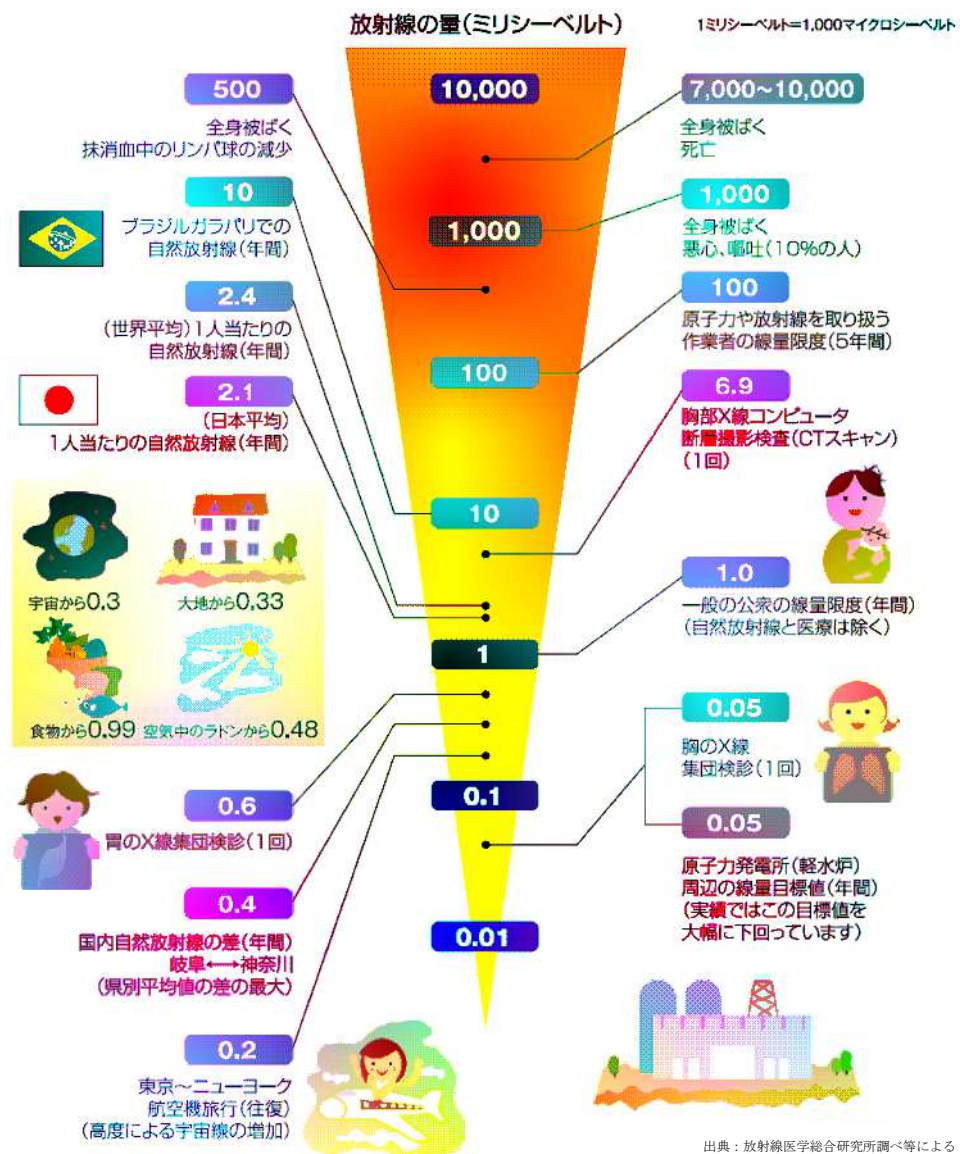 放射線の量(ミリシーベルト)
1ミリシーベルト=1,000マイクロシーベルト
500
全身被ばく
抹消血中のリンパ球の減少
10
ブラジルガラパリでの
自然放射線(年間)
2.4
(世界平均)1人当たりの
自然放射線(年間)
2.1
(日本平均)
1人当たりの自然放射線(年間)
宇宙から0.3
大地から0.33
食物から0.99
空気中のラドンから0.48
0.6
胃のX線集団検診(1回)
0.4
国内自然放射線の差(年間)
岐阜⟷神奈川
(県別平均値の差の最大)
0.2
東京〜ニューヨーク
航空機旅行(往復)
(高度による宇宙線の増加)
10,000
1,000
100
10
1
0.1
0.01
7,000〜10,000
全身被ばく
死亡
1,000
全身被ばく
悪心、嘔吐(10%の人)
100
原子力や放射線を取り扱う
作業者の線量限度(5年間)
6.9
胸部X線コンピュータ
断層撮影検査(CTスキャン)
(1回)
1.0
一般の公衆の線量限度(年間)
(自然放射線と医療は除く)
0.05
胸のX線
集団検診(1回)
0.05
原子力発電所(軽水炉)
周辺の線量目標値(年間)
(実績ではこの目標値を
大幅に下回っています)
出典:放射線医学総合研究所調べ等による